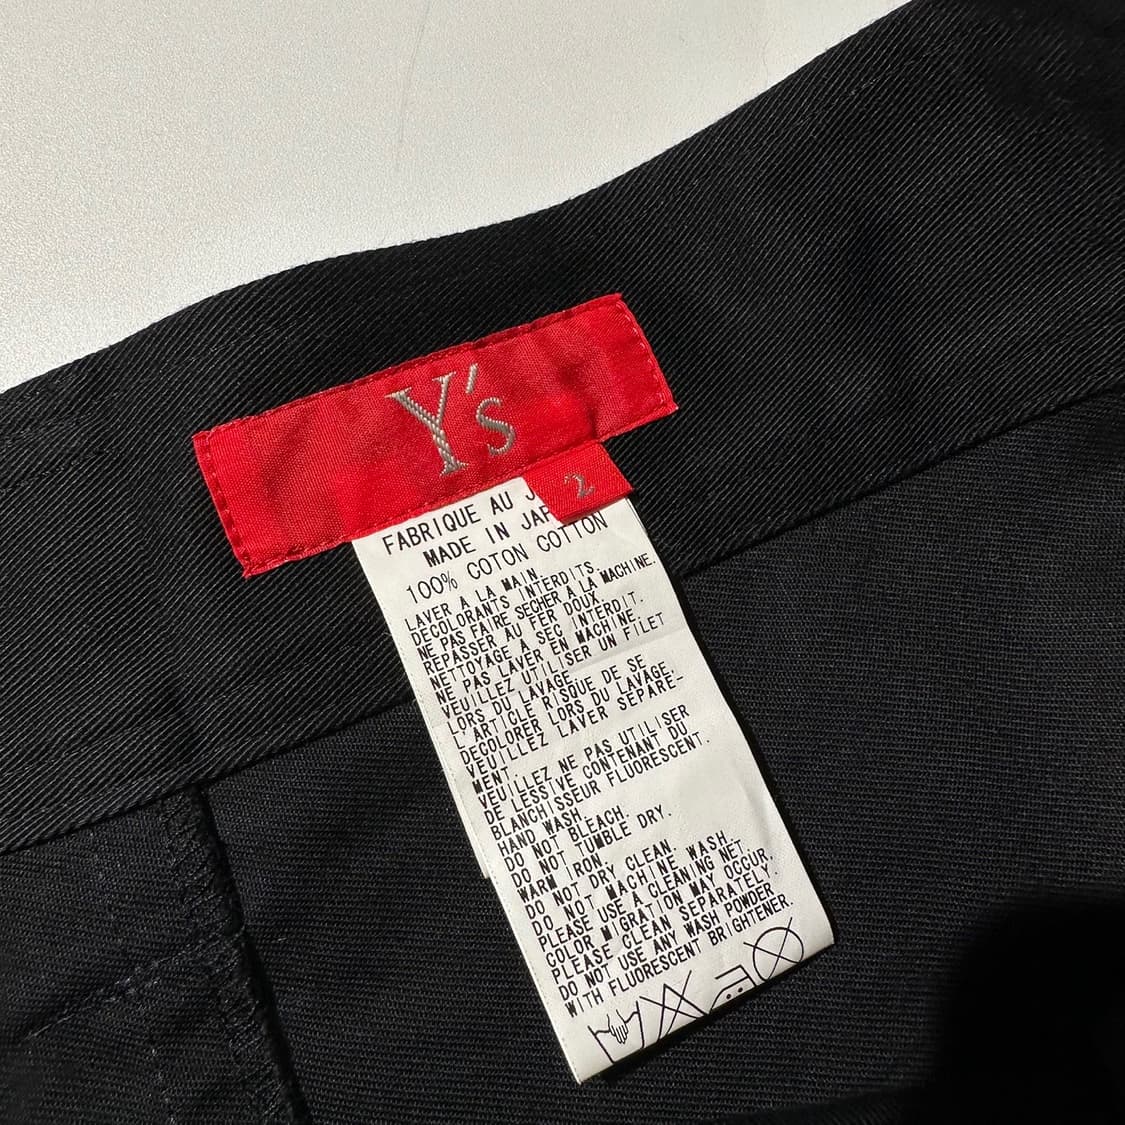 Y's
2
FABRIQUE AU
MADE IN
100% COTON COTTON
LAVER A LA MAIN.
DECOLORANTS INTERDITS.
NE PAS FAIRE SECHER A LA MACHINE.
REPASSER AU FER DOUX.
NETTOYAGE A SEC INTERDIT.
NE PAS LAVER EN MACHINE.
VEUILLEZ UTILISER UN FILET
LORS DU LAVAGE.
L'ARTICLE RISQUE DE SE
DECOLORER LORS DU LAVAGE.
VEUILLEZ LAVER SEPARE-
MENT.
VEUILLEZ NE PAS UTILISER
DE LESSIVE CONTENANT DU
BLANCHISSEUR FLUORESCENT.
HAND WASH.
DO NOT BLEACH.
DO NOT TUMBLE DRY.
WARM IRON.
DO NOT DRY CLEAN.
DO NOT MACHINE WASH.
PLEASE USE A CLEANING NET.
COLOR MIGRATION MAY OCCUR.
PLEASE CLEAN SEPARATELY.
DO NOT USE ANY WASH POWDER
WITH FLUORESCENT BRIGHTENER.